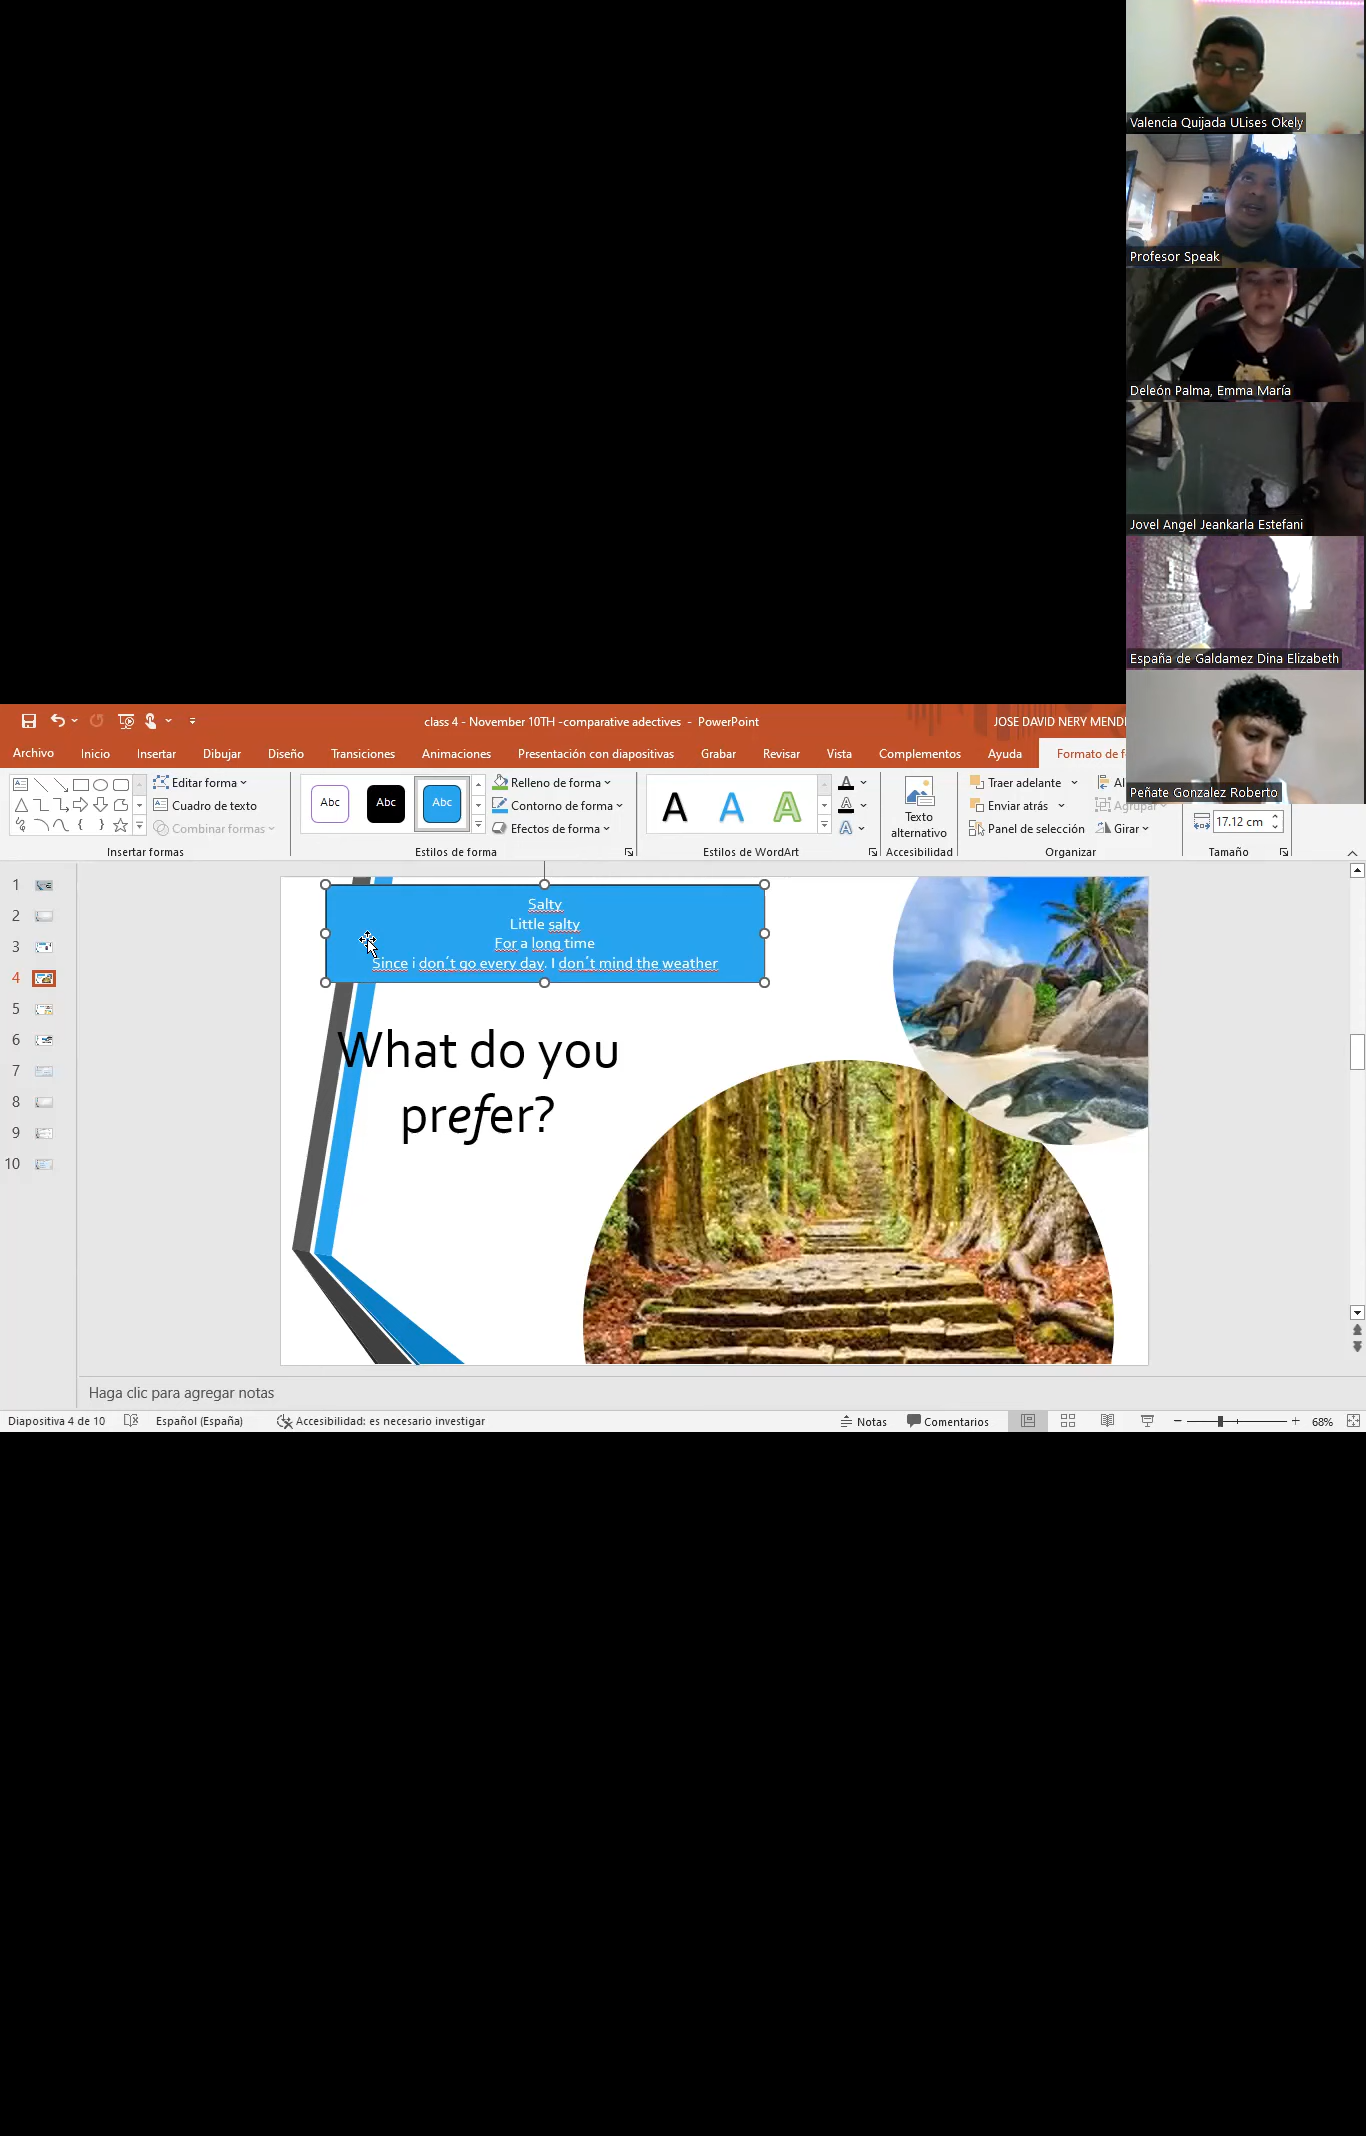 Valencia Quijada ULises Okely
Profesor Speak
Deleón Palma, Emma María
Jovel Angel Jeankarla Estefani
España de Galdamez Dina Elizabeth
Peñate Gonzalez Roberto
class 4 - November 10TH -comparative adectives - PowerPoint
JOSE DAVID NERY MEND
Archivo Inicio Insertar Dibujar Diseño Transiciones Animaciones Presentación con diapositivas Grabar Revisar Vista Complementos Ayuda Formato de f
Editar forma
Cuadro de texto
Combinar formas
Insertar formas
Abc Abc Abc
Relleno de forma
Contorno de forma
Efectos de forma
Estilos de forma
A A A
Estilos de WordArt
Texto
alternativo
Accesibilidad
Traer adelante
Enviar atrás
Panel de selección
Al
Agrupar
Girar
Organizar
17.12 cm
Tamaño
1
2
3
4
5
6
7
8
9
10
Salty
Little salty
For a long time
Since i don´t go every day. I don´t mind the weather
What do you
prefer?
Haga clic para agregar notas
Diapositiva 4 de 10 Español (España) Accesibilidad: es necesario investigar Notas Comentarios 68%